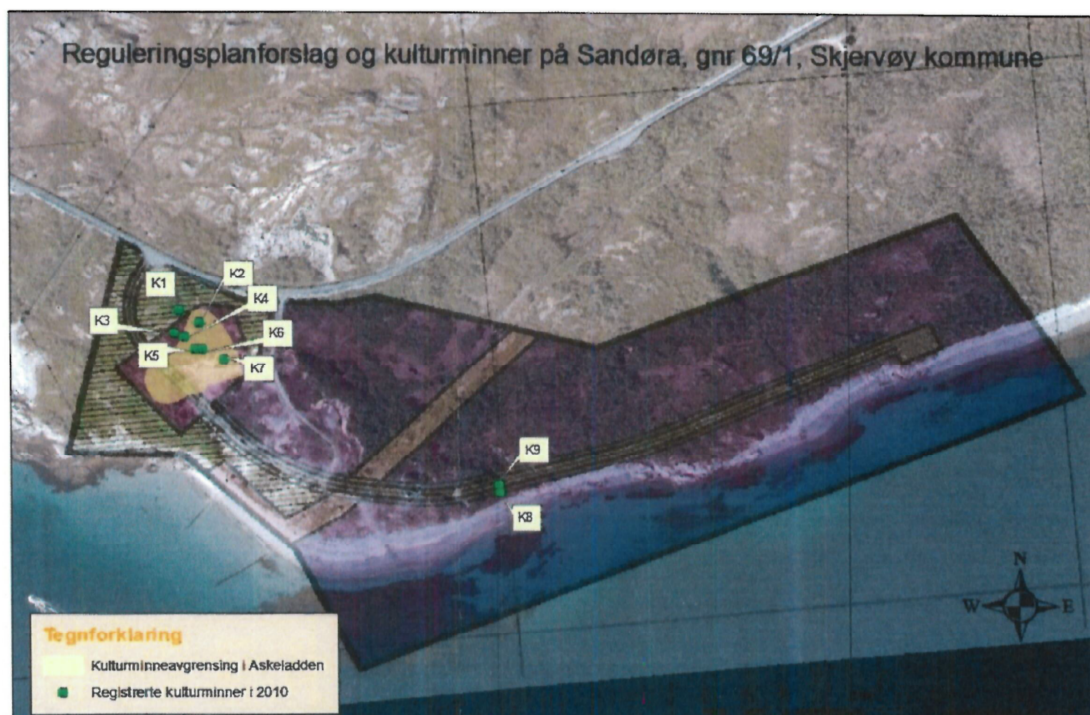 Reguleringsplanforslag og kulturminner på Sandøra, gnr 69/1, Skjervøy kommune
K1
K2
K4
K3
K6
K5
K7
K9
K8
N
W E
S
Tegnforklaring
Kulturminneavgrensing i Askeladden
Registrerte kulturminner i 2010